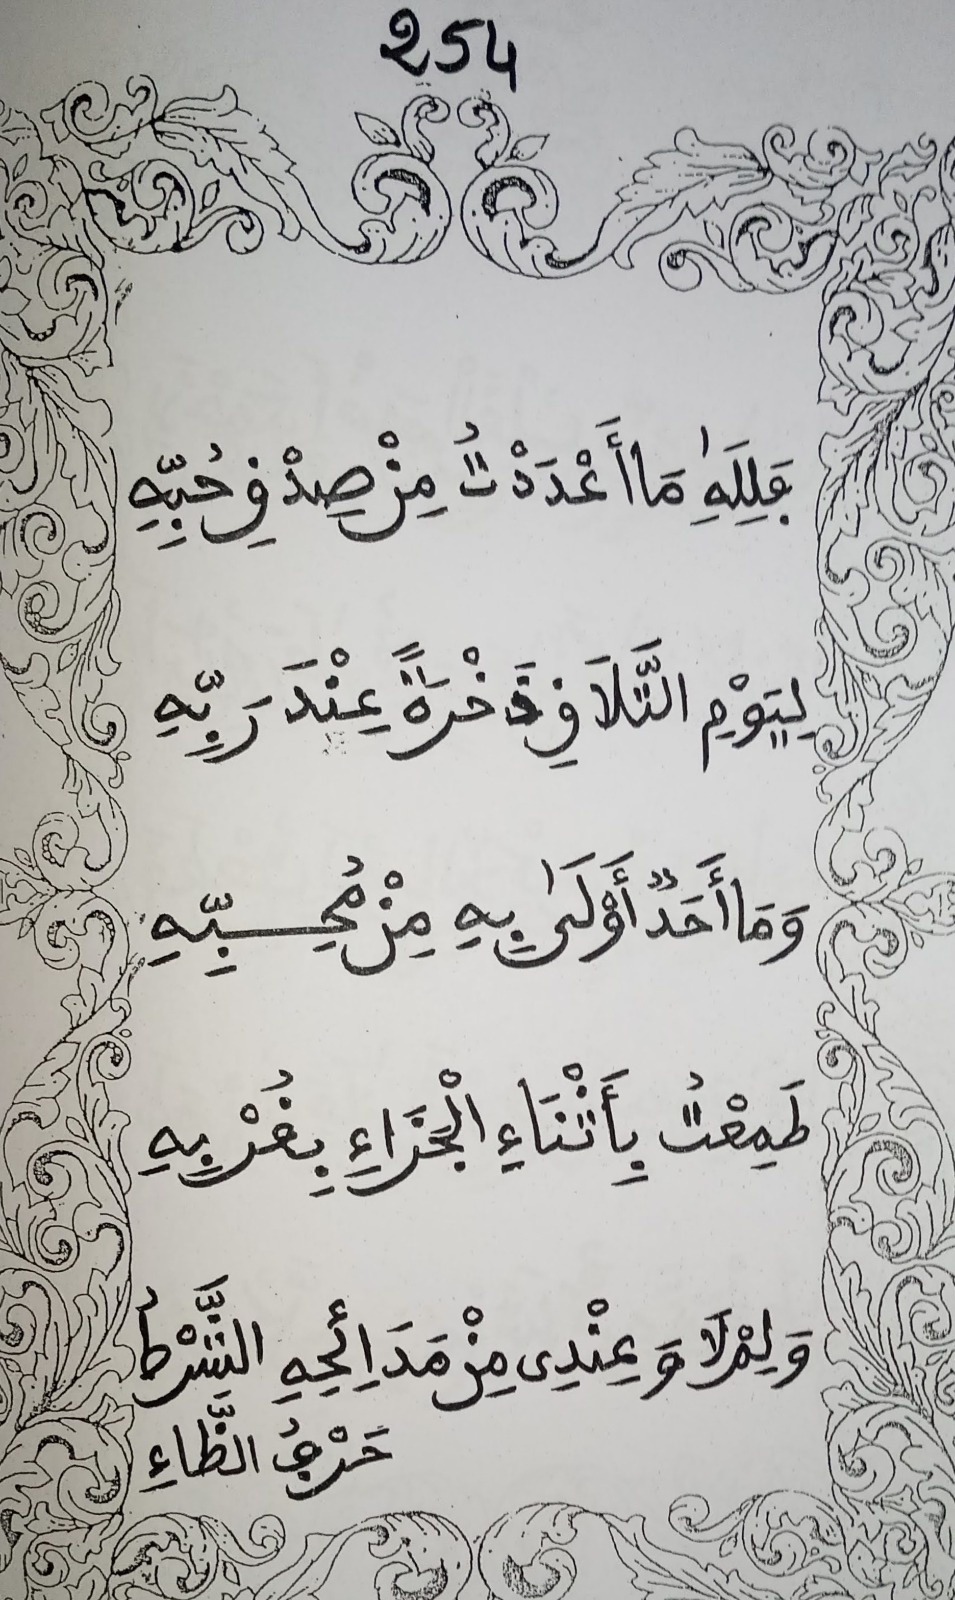 254
فَلِلَّهِ مَا أَعْدَدْتُ مِنْ صِدْقِ حُبِّهِ
لِيَوْمِ التَّلَاقِ ذَخْرَةً عِنْدَ رَبِّهِ
وَمَا أَحَدٌ أَوْلَىٰ بِهِ مِنْ مُحِبِّهِ
طَمِعْتُ بِأَثْنَاءِ الْجَزَاءِ بِقُرْبِهِ
وَلِمْ لَا وَعِنْدِي مِنْ مَدَائِحِهِ الشَّرْطُ
حَرْفُ الظَّاءِ